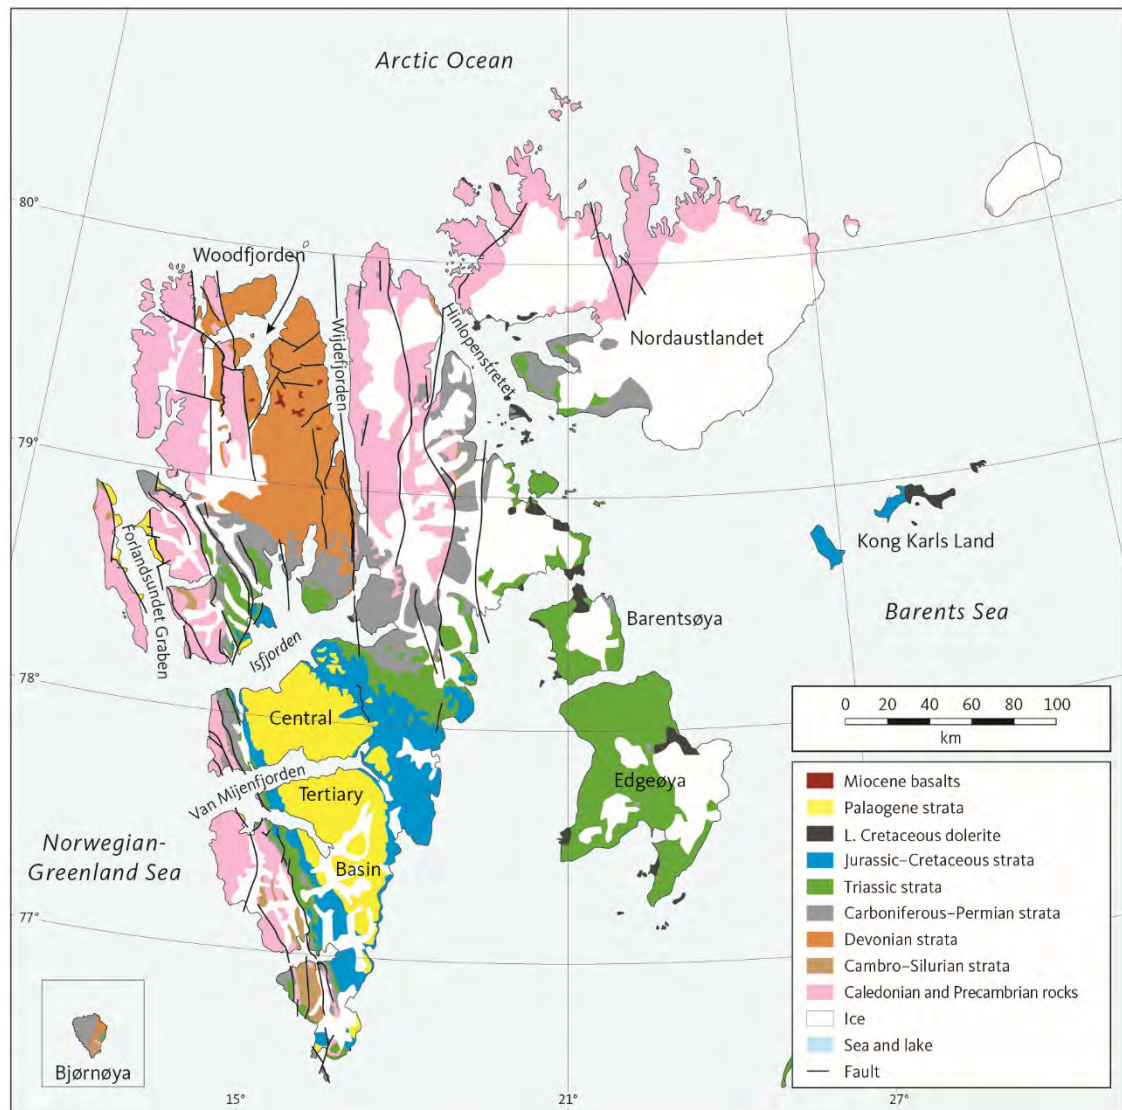 Arctic Ocean
80°
Woodfjorden
Wijdefjorden
Hinlopenstretet
Nordaustlandet
79°
Forlandsundet Graben
Kong Karls Land
Isfjorden
Barentsøya
Barents Sea
78°
Central
Tertiary
Basin
Van Mijenfjorden
Edgeøya
Norwegian-
Greenland Sea
77°
Bjørnøya
15°
21°
27°
0 20 40 60 80 100
km
Miocene basalts
Palaogene strata
L. Cretaceous dolerite
Jurassic–Cretaceous strata
Triassic strata
Carboniferous–Permian strata
Devonian strata
Cambro–Silurian strata
Caledonian and Precambrian rocks
Ice
Sea and lake
Fault